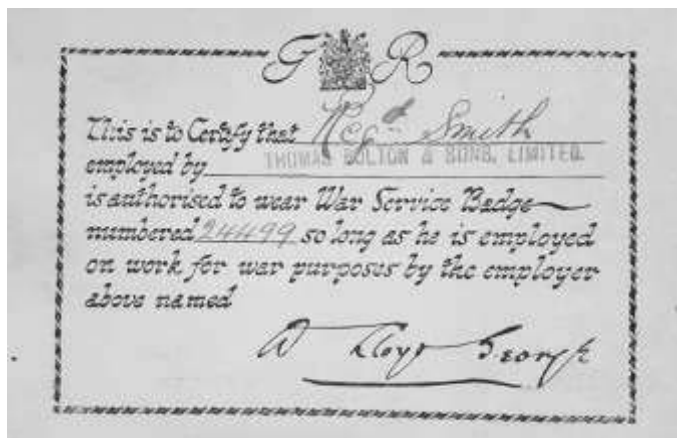 G R
This is to Certify that Regd Smith
employed by THOMAS BOLTON & SONS, LIMITED.
is authorised to wear War Service Badge
numbered 24499 so long as he is employed
on work for war purposes by the employer
above named
D Lloyd George